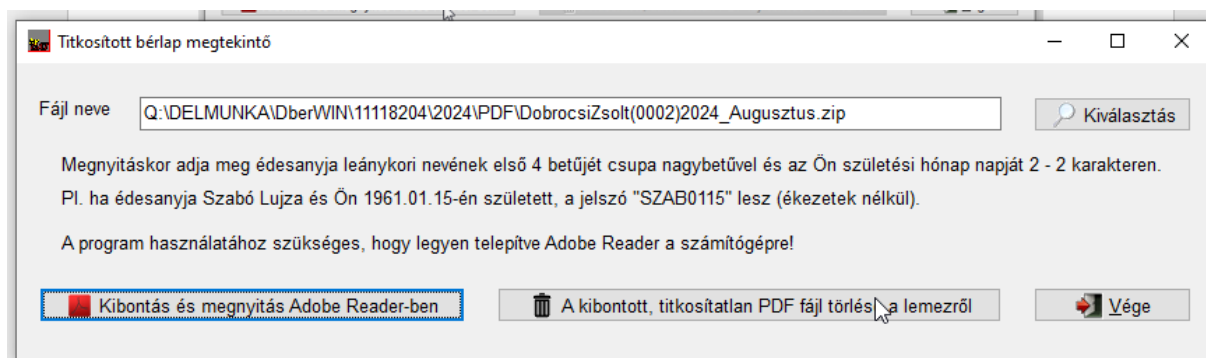 Titkosított bérlap megtekintő
Fájl neve
Q:\DELMUNKA\DberWIN\11118204\2024\PDF\DobrocsiZsolt(0002)2024_Augusztus.zip
Kiválasztás
Megnyitáskor adja meg édesanyja leánykori nevének első 4 betűjét csupa nagybetűvel és az Ön születési hónap napját 2 - 2 karakteren.
Pl. ha édesanyja Szabó Lujza és Ön 1961.01.15-én született, a jelszó "SZAB0115" lesz (ékezetek nélkül).
A program használatához szükséges, hogy legyen telepítve Adobe Reader a számítógépre!
Kibontás és megnyitás Adobe Reader-ben
A kibontott, titkosítatlan PDF fájl törlése a lemezről
Vége